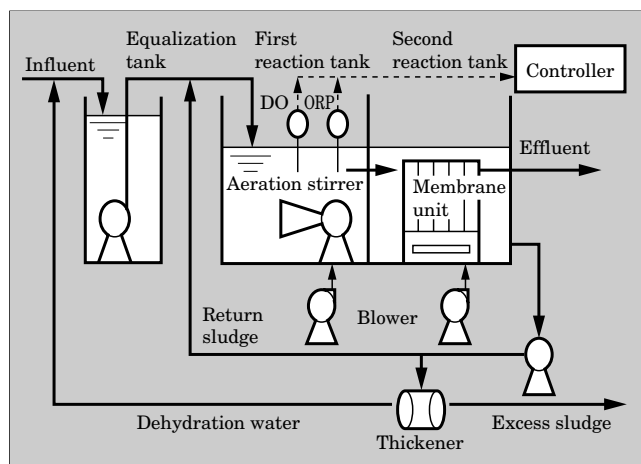 Influent
Equalization
tank
First
reaction tank
Second
reaction tank
Controller
DO
ORP
Effluent
Aeration stirrer
Membrane
unit
Return
sludge
Blower
Dehydration water
Thickener
Excess sludge